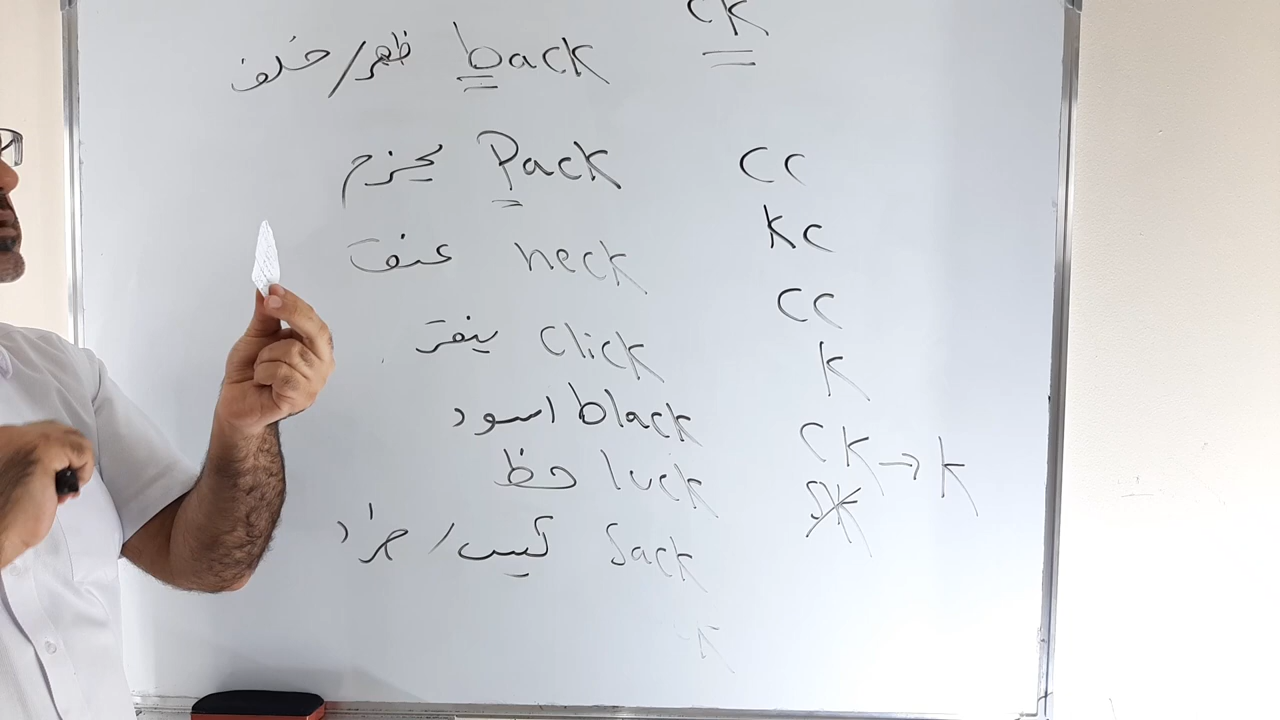 ck
back ظهر/خلف
Pack يحزم
neck عنق
Click ينقر
black اسود
luck حظ
Sack كيس /
cc
kc
cc
k
ck → k
sk